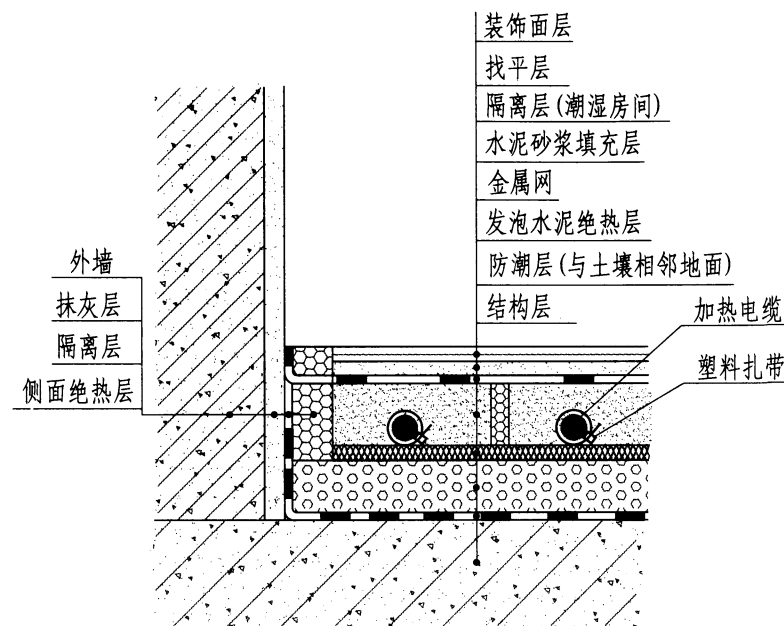 装饰面层
找平层
隔离层(潮湿房间)
水泥砂浆填充层
金属网
发泡水泥绝热层
防潮层(与土壤相邻地面)
结构层
外墙
抹灰层
隔离层
侧面绝热层
加热电缆
塑料扎带